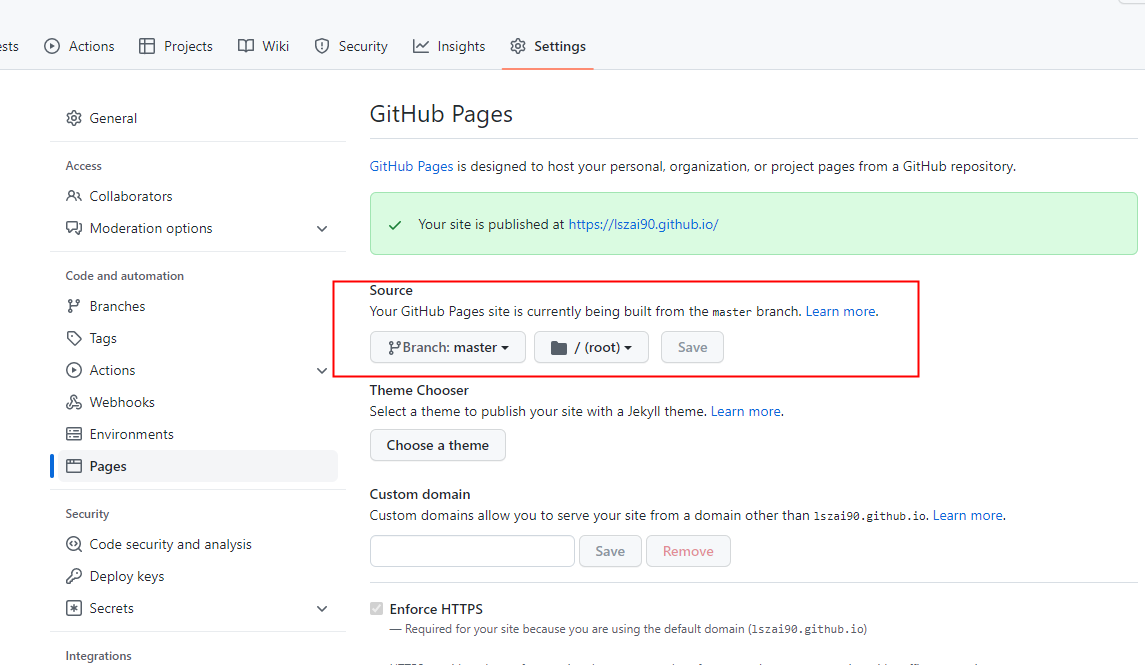 ests Actions Projects Wiki Security Insights Settings
General
Access
Collaborators
Moderation options
Code and automation
Branches
Tags
Actions
Webhooks
Environments
Pages
Security
Code security and analysis
Deploy keys
Secrets
Integrations
GitHub Pages
GitHub Pages is designed to host your personal, organization, or project pages from a GitHub repository.
Your site is published at https://lszai90.github.io/
Source
Your GitHub Pages site is currently being built from the master branch. Learn more.
Branch: master / (root) Save
Theme Chooser
Select a theme to publish your site with a Jekyll theme. Learn more.
Choose a theme
Custom domain
Custom domains allow you to serve your site from a domain other than lszai90.github.io. Learn more.
Save Remove
Enforce HTTPS
— Required for your site because you are using the default domain (lszai90.github.io)